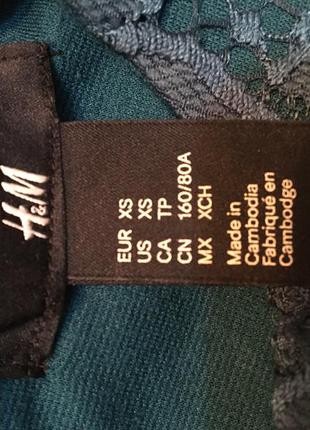 H&M
EUR XS
US XS
CA TP
CN 160/80A
MX XCH
Made in
Cambodia
Fabriqué en
Cambodge